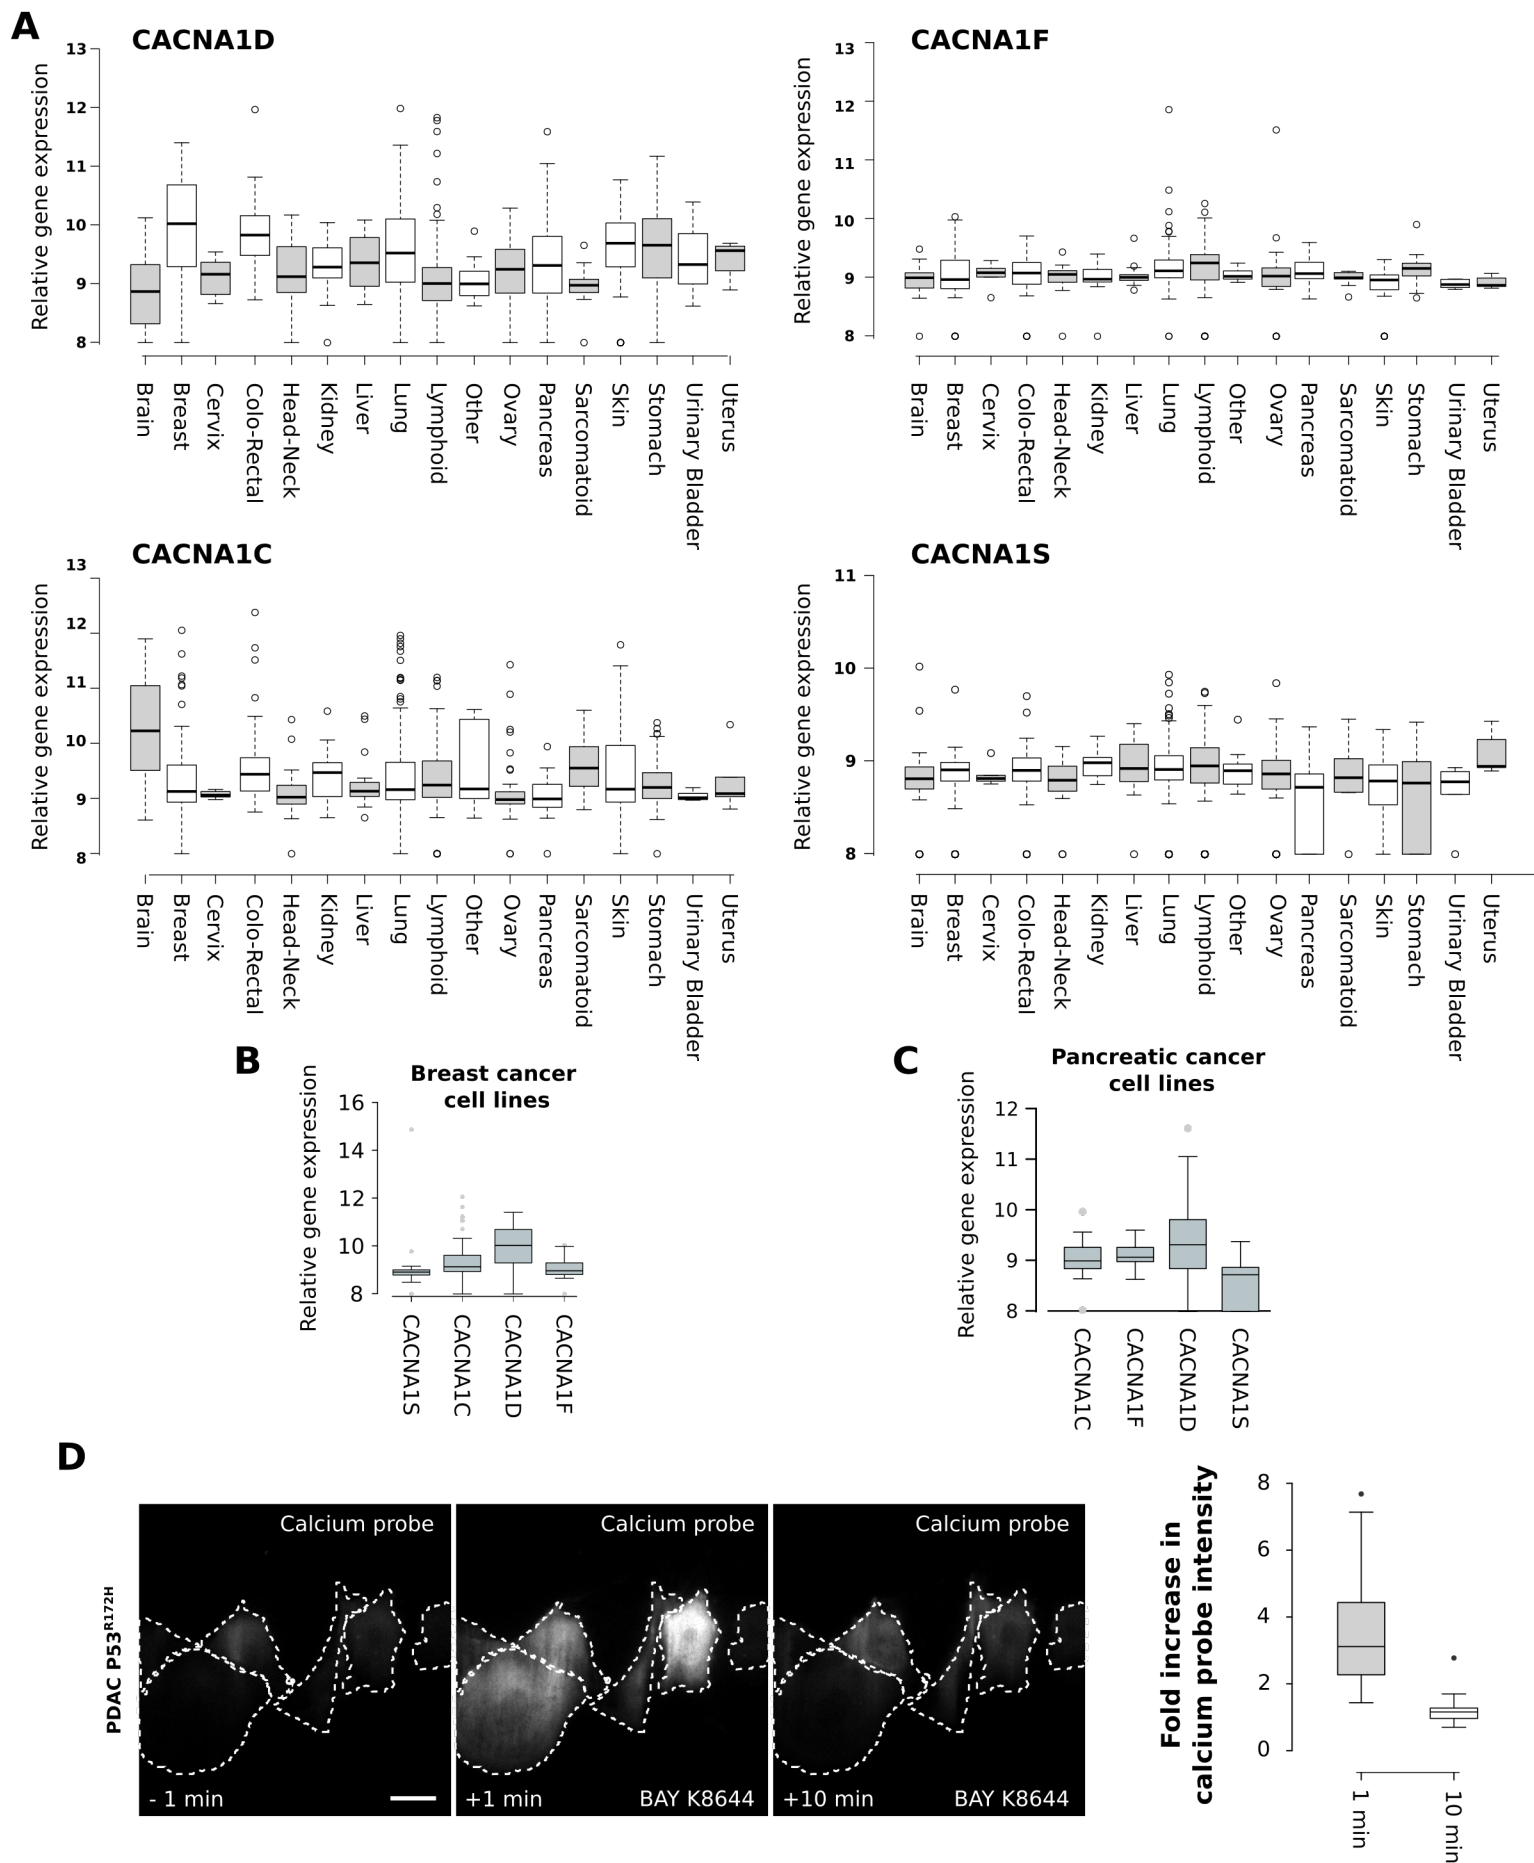 A
CACNA1D
Relative gene expression
13
12
11
10
9
8
Brain
Breast
Cervix
Colo-Rectal
Head-Neck
Kidney
Liver
Lung
Lymphoid
Other
Ovary
Pancreas
Sarcomatoid
Skin
Stomach
Urinary Bladder
Uterus
CACNA1F
Relative gene expression
13
12
11
10
9
8
Brain
Breast
Cervix
Colo-Rectal
Head-Neck
Kidney
Liver
Lung
Lymphoid
Other
Ovary
Pancreas
Sarcomatoid
Skin
Stomach
Urinary Bladder
Uterus
CACNA1C
Relative gene expression
13
12
11
10
9
8
Brain
Breast
Cervix
Colo-Rectal
Head-Neck
Kidney
Liver
Lung
Lymphoid
Other
Ovary
Pancreas
Sarcomatoid
Skin
Stomach
Urinary Bladder
Uterus
CACNA1S
Relative gene expression
11
10
9
8
Brain
Breast
Cervix
Colo-Rectal
Head-Neck
Kidney
Liver
Lung
Lymphoid
Other
Ovary
Pancreas
Sarcomatoid
Skin
Stomach
Urinary Bladder
Uterus
B
Breast cancer
cell lines
Relative gene expression
16
14
12
10
8
CACNA1S
CACNA1C
CACNA1D
CACNA1F
C
Pancreatic cancer
cell lines
Relative gene expression
12
11
10
9
8
CACNA1C
CACNA1F
CACNA1D
CACNA1S
D
PDAC P53R172H
Calcium probe
- 1 min
Calcium probe
+1 min
BAY K8644
Calcium probe
+10 min
BAY K8644
Fold increase in
calcium probe intensity
8
6
4
2
0
1 min
10 min